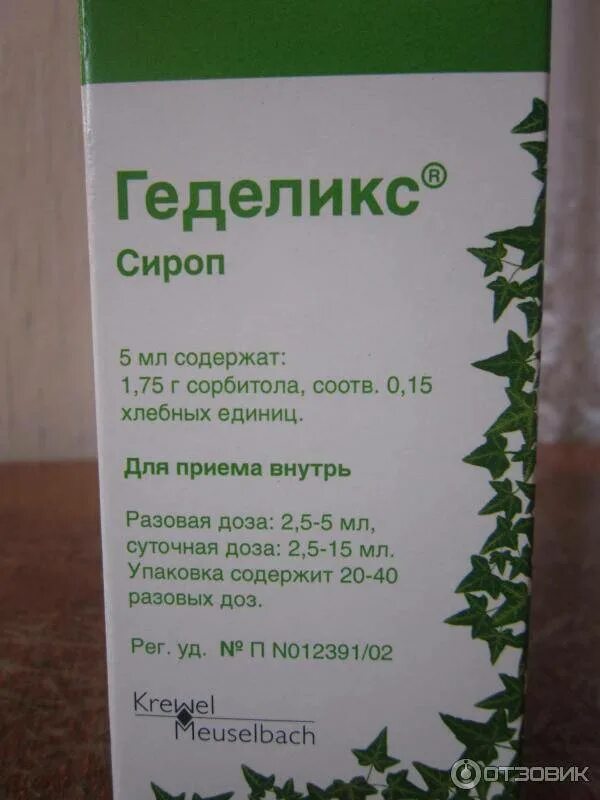 Геделикс®
Сироп
5 мл содержат:
1,75 г сорбитола, соотв. 0,15
хлебных единиц.
Для приема внутрь
Разовая доза: 2,5-5 мл,
суточная доза: 2,5-15 мл.
Упаковка содержит 20-40
разовых доз.
Рег. уд. № П N012391/02
Krewel
Meuselbach
ОТЗОВИК